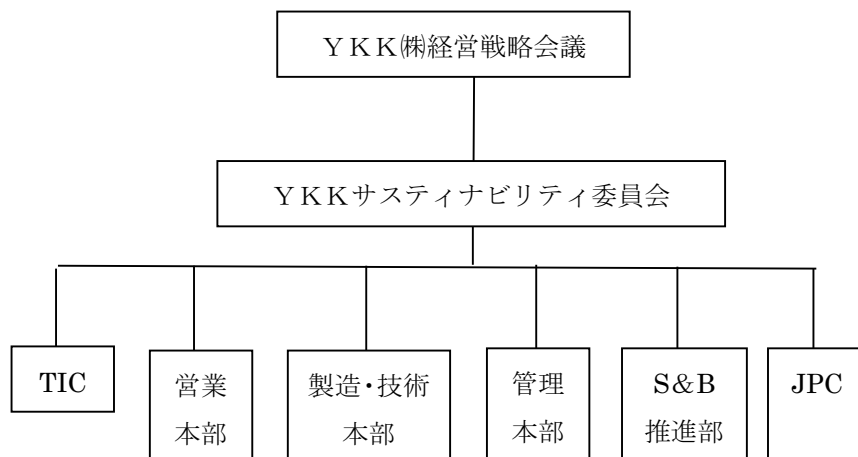 ＹＫＫ㈱経営戦略会議
ＹＫＫサスティナビリティ委員会
TIC
営業
本部
製造・技術
本部
管理
本部
S&B
推進部
JPC